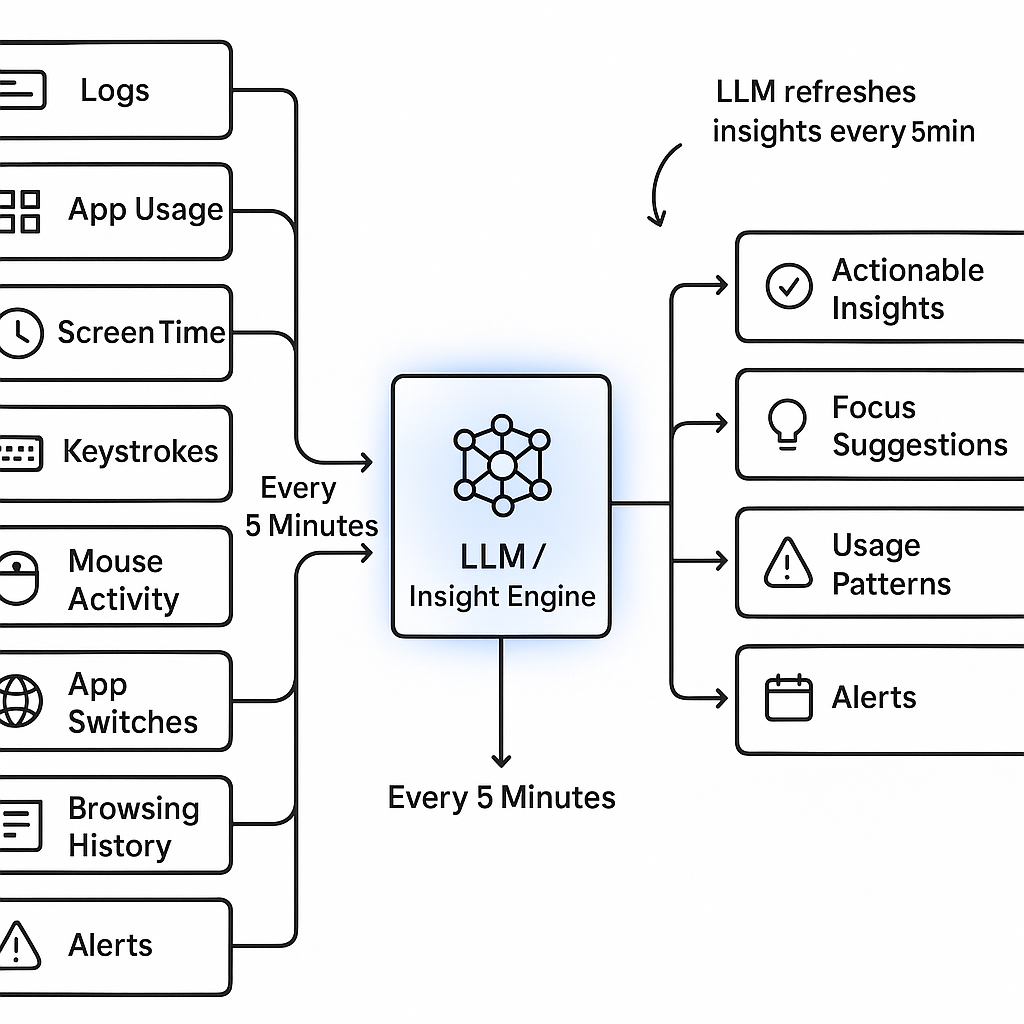 Logs
App Usage
Screen Time
Keystrokes
Mouse
Activity
App
Switches
Browsing
History
Alerts
Every
5 Minutes
LLM /
Insight Engine
Every 5 Minutes
LLM refreshes
insights every 5min
Actionable
Insights
Focus
Suggestions
Usage
Patterns
Alerts